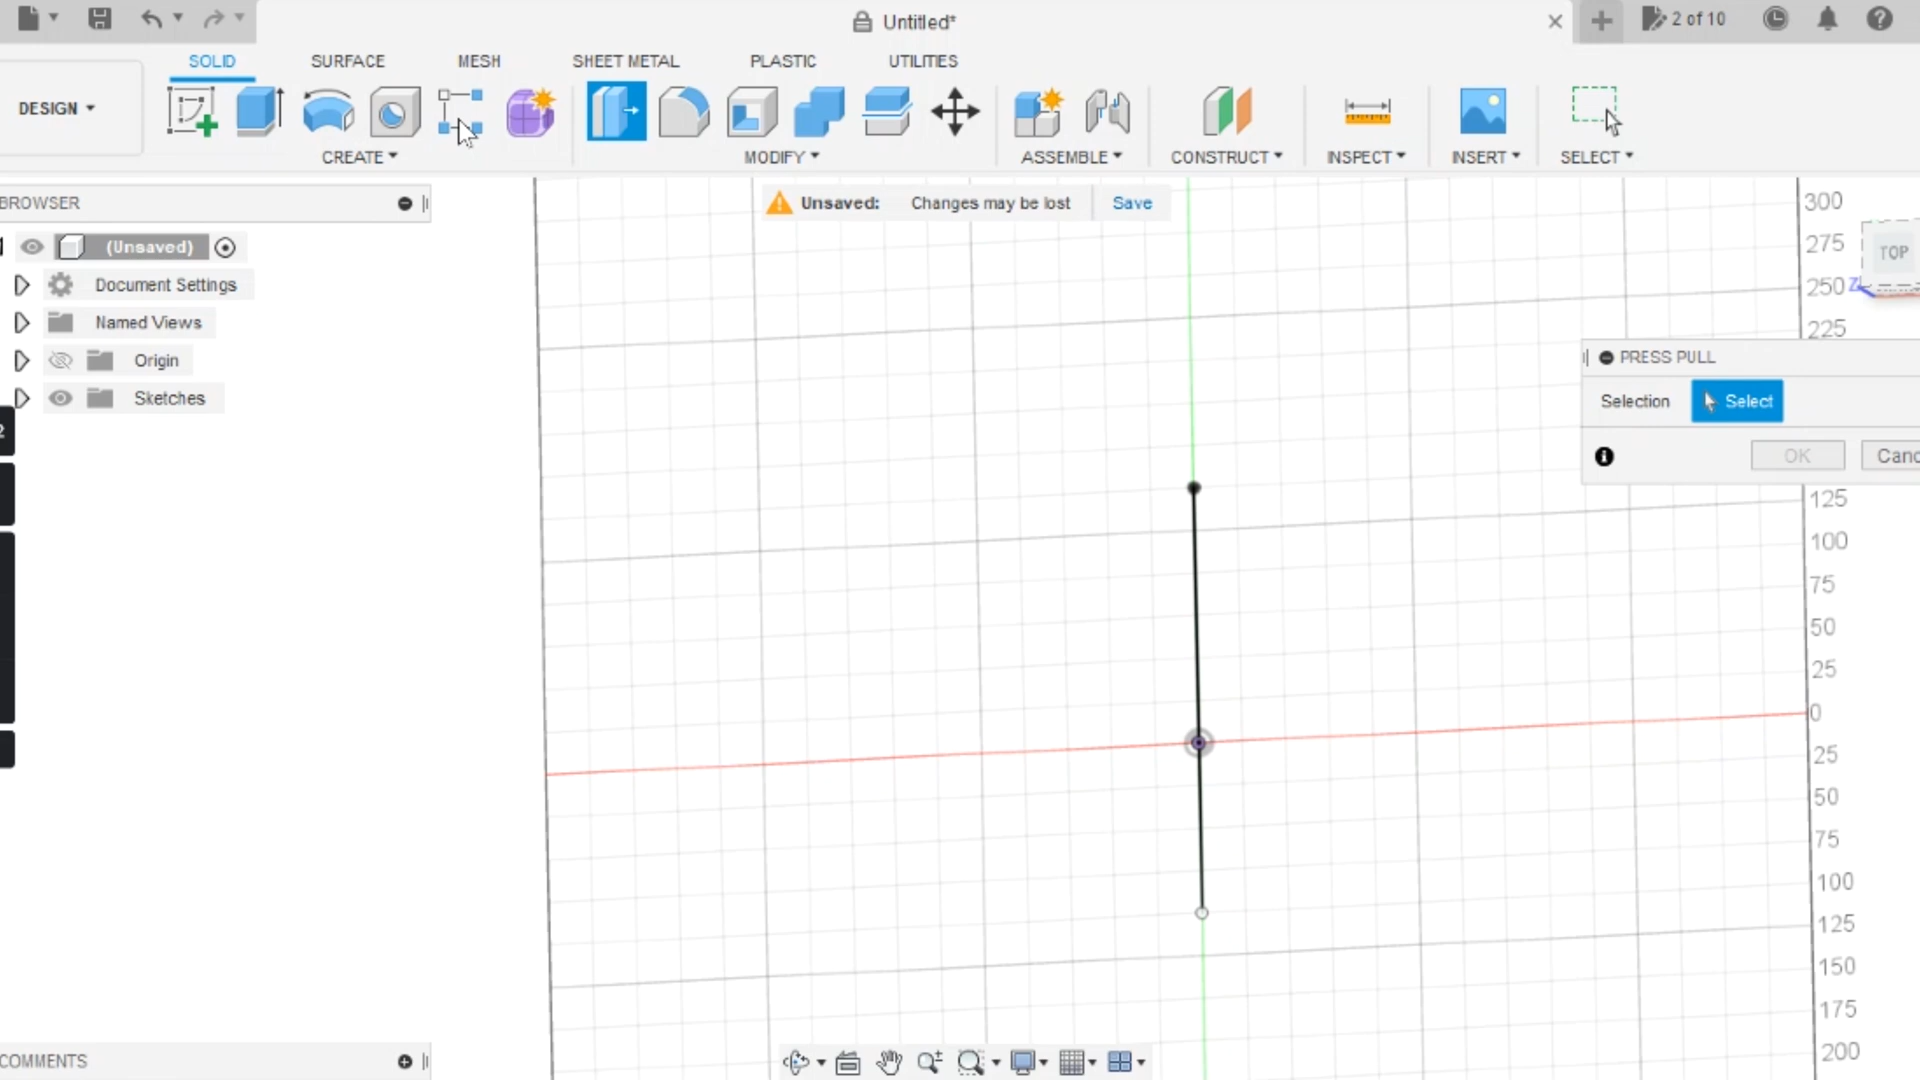 Untitled*
2 of 10
SOLID SURFACE MESH SHEET METAL PLASTIC UTILITIES
DESIGN
CREATE MODIFY ASSEMBLE CONSTRUCT INSPECT INSERT SELECT
BROWSER
Unsaved: Changes may be lost Save
(Unsaved)
Document Settings
Named Views
Origin
Sketches
300
275
250
225
TOP
Z
PRESS PULL
Selection Select
OK Canc
125
100
75
50
25
0
25
50
75
100
125
150
175
200
COMMENTS